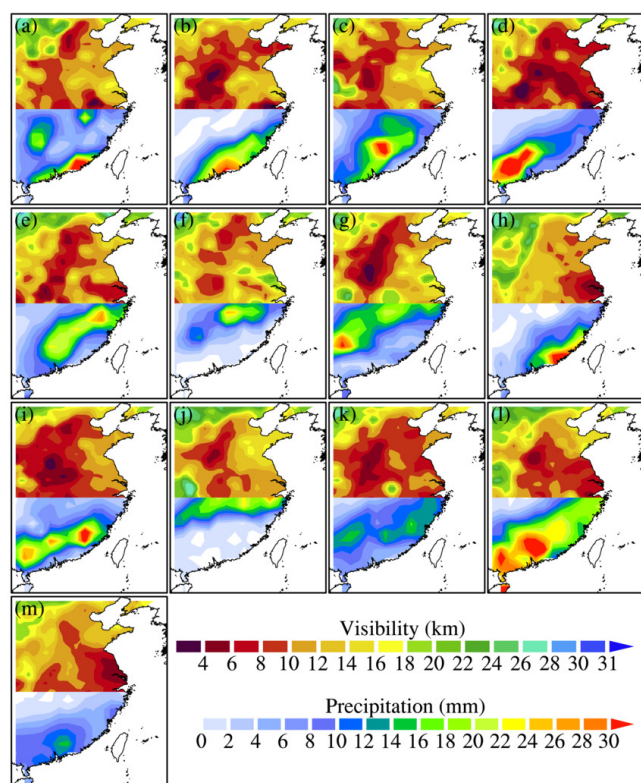 (a) (b) (c) (d)
(e) (f) (g) (h)
(i) (j) (k) (l)
(m)
Visibility (km)
4 6 8 10 12 14 16 18 20 22 24 26 28 30 31
Precipitation (mm)
0 2 4 6 8 10 12 14 16 18 20 22 24 26 28 30